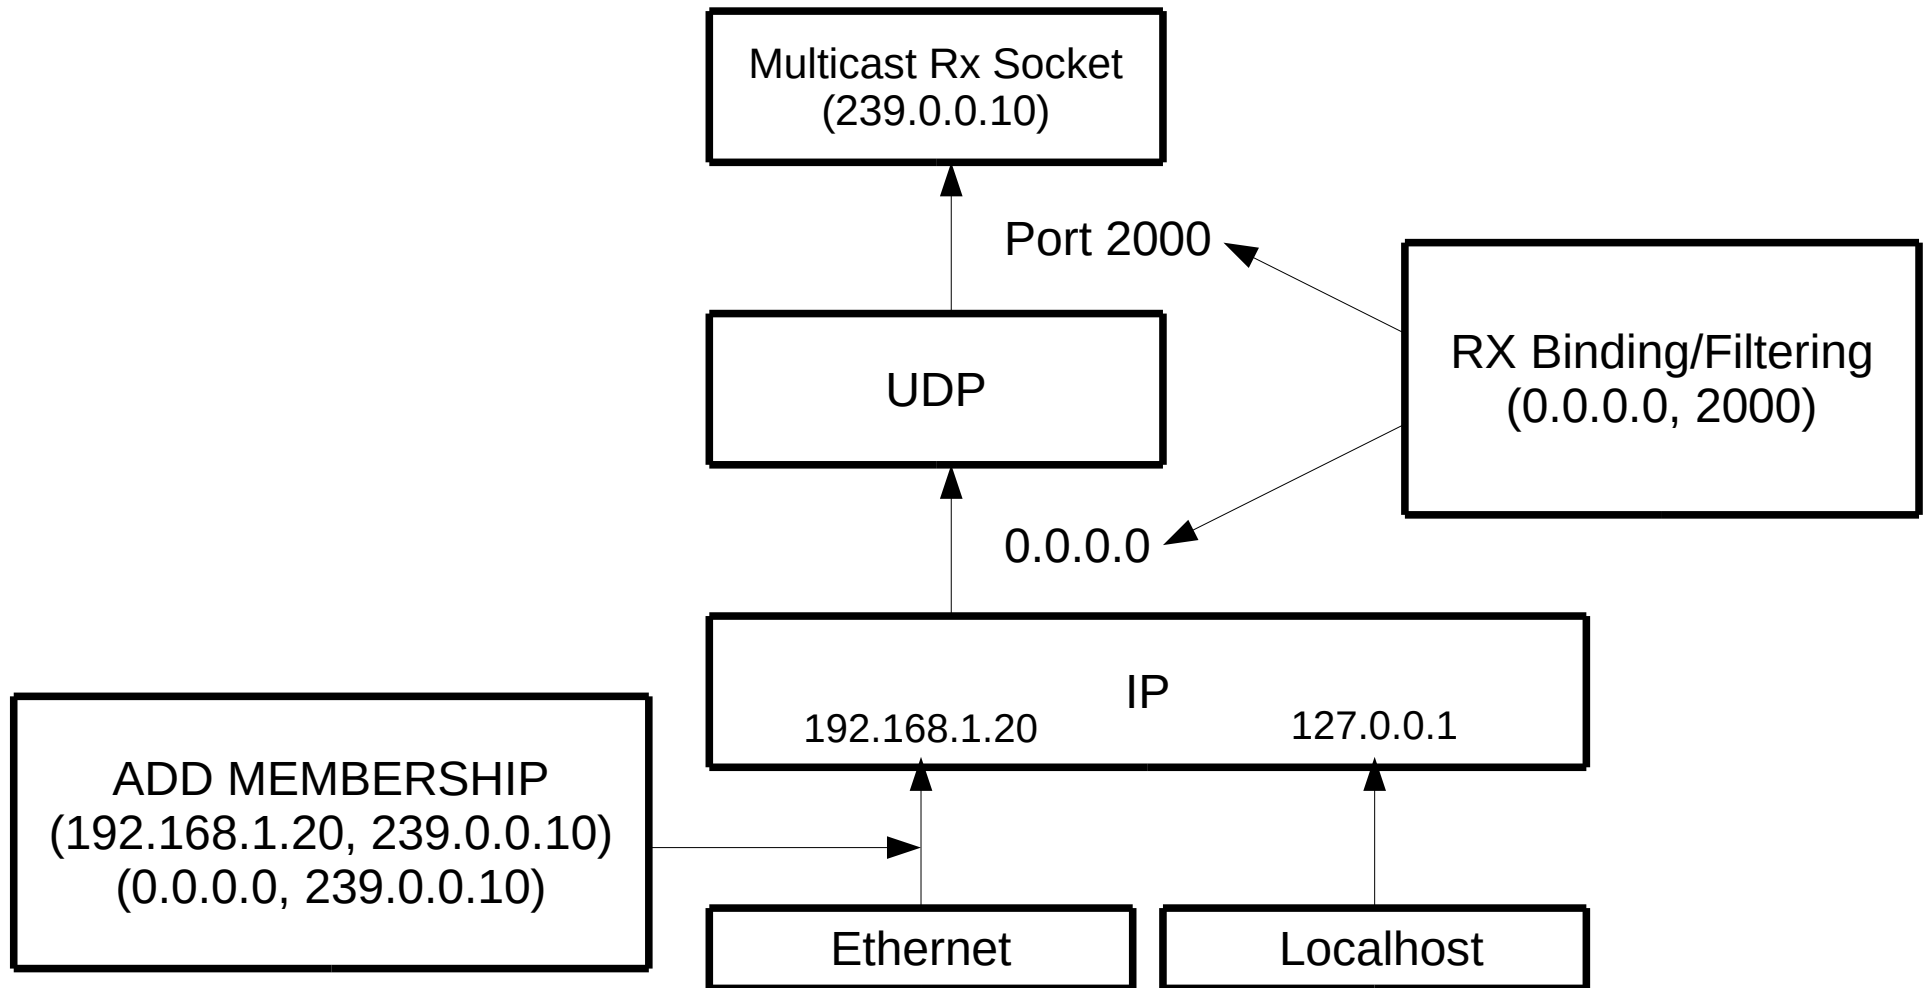 Multicast Rx Socket
(239.0.0.10)
Port 2000
RX Binding/Filtering
(0.0.0.0, 2000)
UDP
0.0.0.0
IP
192.168.1.20
127.0.0.1
ADD MEMBERSHIP
(192.168.1.20, 239.0.0.10)
(0.0.0.0, 239.0.0.10)
Ethernet
Localhost